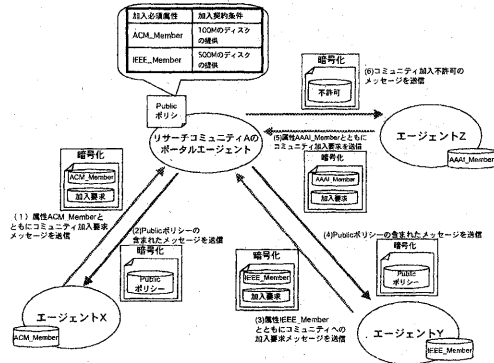 加入必須属性
加入契約条件
ACM_Member
100Mのディスク
の提供
IEEE_Member
500Mのディスク
の提供
Public
ポリシ
リサーチコミュニティAの
ポータルエージェント
暗号化
不許可
(6)コミュニティ加入不許可の
メッセージを送信
エージェントZ
AAAI_Member
(5)属性AAAI_Memberとともに
コミュニティ加入要求を送信
暗号化
AAAI_Member
加入要求
暗号化
ACM_Member
加入要求
(1)属性ACM_Memberと
ともにコミュニティ加入要求
メッセージを送信
(2)Publicポリシーの
含まれたメッセージを送信
暗号化
Public
ポリシー
エージェントX
ACM_Member
暗号化
IEEE_Member
加入要求
(3)属性IEEE_Member
とともにコミュニティへの
加入要求メッセージを送信
(4)Publicポリシーの含まれたメッセージを送信
暗号化
Public
ポリシー
エージェントY
IEEE_Member